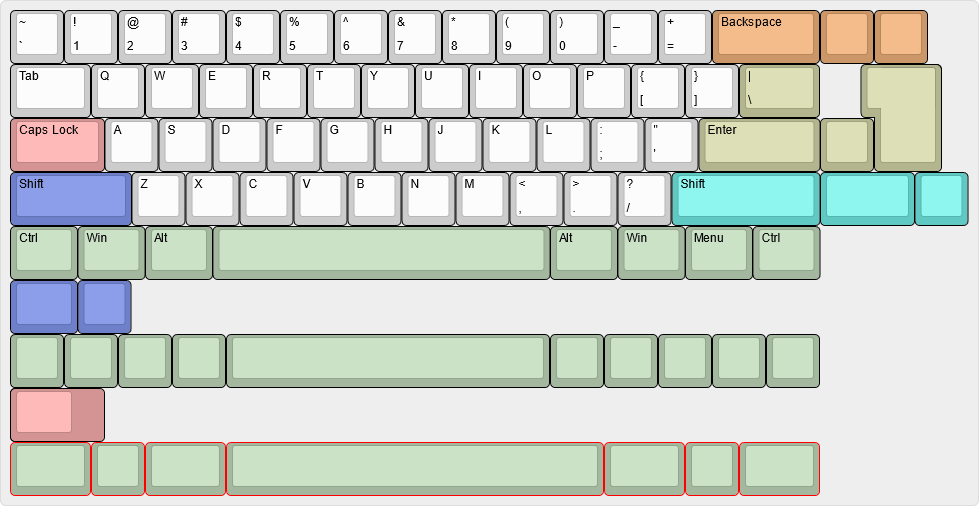 ~ ! @ # $ % ^ & * ( ) _ + Backspace
` 1 2 3 4 5 6 7 8 9 0 - =
Tab Q W E R T Y U I O P { } |
[ ] \
Caps Lock A S D F G H J K L : " Enter
; '
Shift Z X C V B N M < > ? Shift
, . /
Ctrl Win Alt Alt Win Menu Ctrl